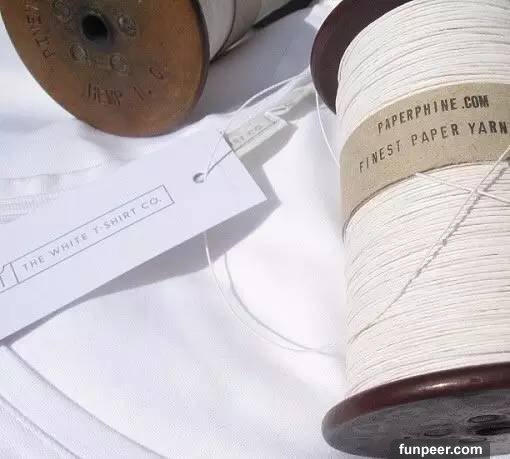 PAPERPHINE.COM
FINEST PAPER YARN
THE WHITE T-SHIRT CO.
funpeer.com